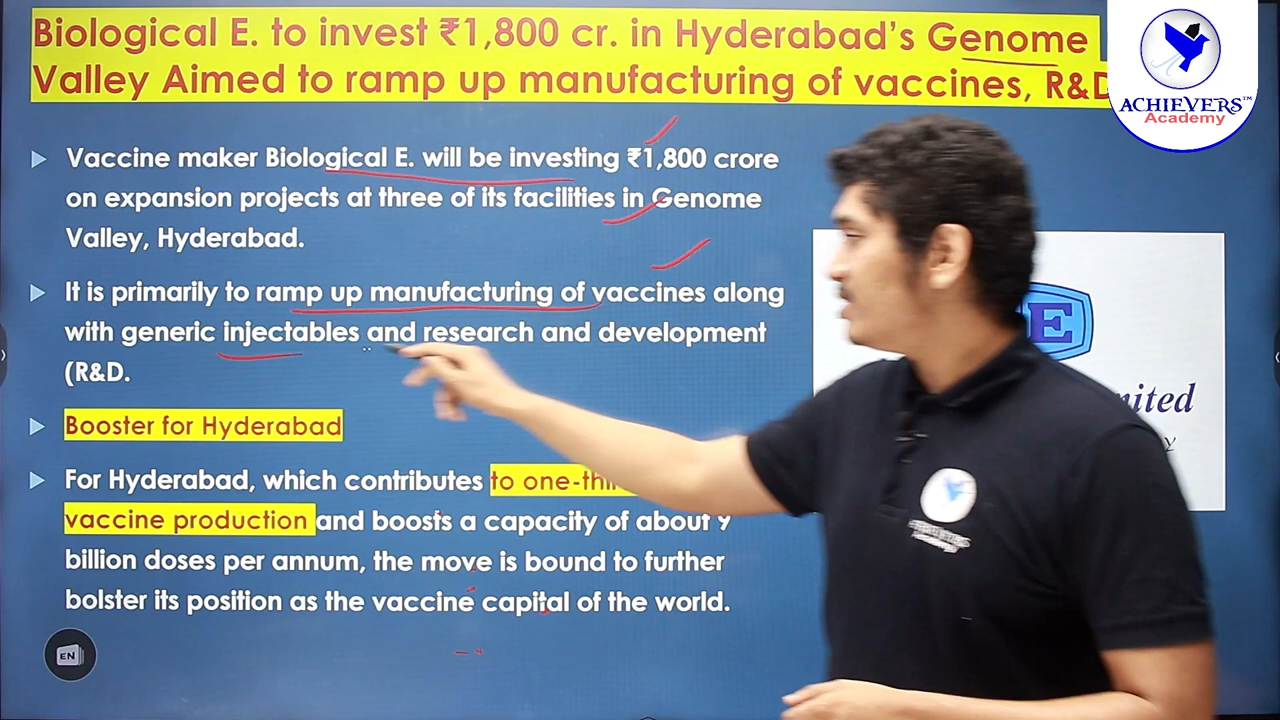 Biological E. to invest ₹1,800 cr. in Hyderabad's Genome
Valley Aimed to ramp up manufacturing of vaccines, R&D
ACHIEVERS™
Academy
Vaccine maker Biological E. will be investing ₹1,800 crore
on expansion projects at three of its facilities in Genome
Valley, Hyderabad.
It is primarily to ramp up manufacturing of vaccines along
with generic injectables and research and development
(R&D.
Booster for Hyderabad
For Hyderabad, which contributes to
vaccine production and boosts a capacity of about 9
billion doses per annum, the move is bound to further
bolster its position as the vaccine capital of the world.
E
EN